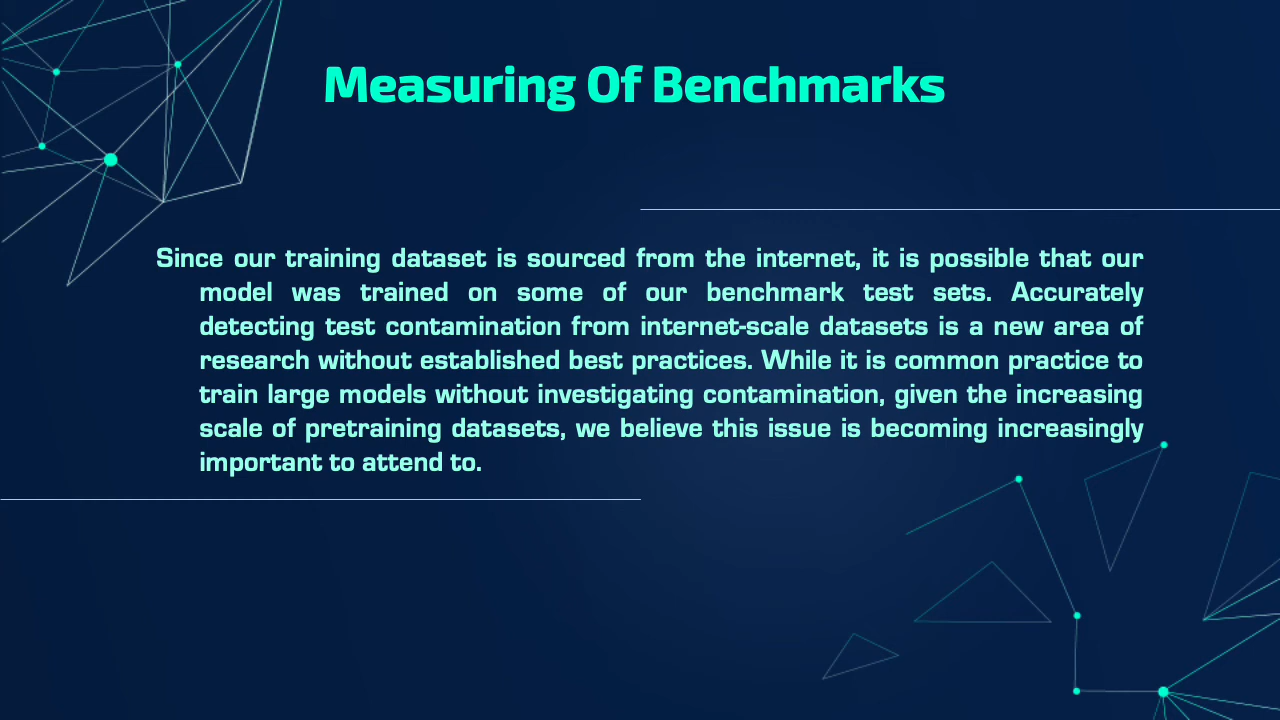 Measuring Of Benchmarks
Since our training dataset is sourced from the internet, it is possible that our
model was trained on some of our benchmark test sets. Accurately
detecting test contamination from internet-scale datasets is a new area of
research without established best practices. While it is common practice to
train large models without investigating contamination, given the increasing
scale of pretraining datasets, we believe this issue is becoming increasingly
important to attend to.